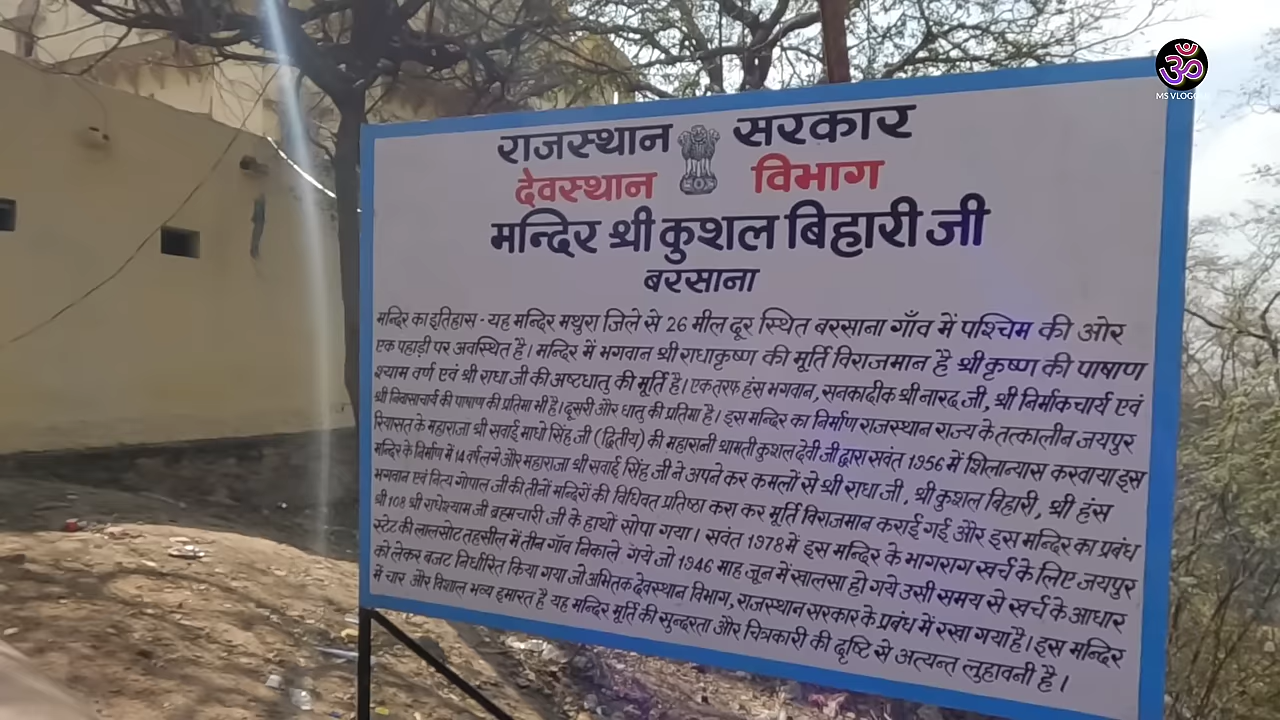 राजस्थान सरकार
देवस्थान विभाग
मन्दिर श्री कुशल बिहारी जी
बरसाना
मन्दिर का इतिहास - यह मन्दिर मथुरा जिले से 26 मील दूर स्थित बरसाना गाँव में पश्चिम की ओर
एक पहाड़ी पर अवस्थित है। मन्दिर में भगवान श्री राधाकृष्ण की मूर्ति विराजमान है श्री कृष्ण की पाषाण
श्याम वर्ण एवं श्री राधा जी की अष्टधातु की मूर्ति है। एक तरफ हंस भगवान, सनकादीक श्री नारद जी, श्री निर्माकचार्य एवं
श्री निवासाचार्य की पाषाण की प्रतिमा भी है। दूसरी और धातु की प्रतिमा है। इस मन्दिर का निर्माण राजस्थान राज्य के तत्कालीन जयपुर
रियासत के महाराजा श्री सवाई माधो सिंह जी (द्वितीय) की महारानी श्रीमती कुशल देवी जी द्वारा सवंत 1956 में शिलान्यास करवाया इस
मन्दिर के निर्माण में 14 वर्ष लगे और महाराजा श्री सवाई सिंह जी ने अपने कर कमलों से श्री राधा जी, श्री कुशल बिहारी, श्री हंस
भगवान एवं नित्य गोपाल जी की तीनों मन्दिरों की विधिवत प्रतिष्ठा करा कर मूर्ति विराजमान कराई गई और इस मन्दिर का प्रबंध
श्री 108 श्री राधेश्याम जी ब्रह्मचारी जी के हाथों सोपा गया। सवंत 1978 में इस मन्दिर के भागराग खर्च के लिए जयपुर
स्टेट की लालसोट तहसील में तीन गाँव निकाले गये जो 1946 माह जून में सालसा हो गये उसी समय से खर्च के आधार
को लेकर बजट निर्धारित किया गया जो अभितक देवस्थान विभाग, राजस्थान सरकार के प्रबंध में रखा गया है। इस मन्दिर
में चार और विशाल भव्य इमारत है यह मन्दिर मूर्ति की सुन्दरता और चित्रकारी की दृष्टि से अत्यन्त लुहावनी है।
MS VLOG